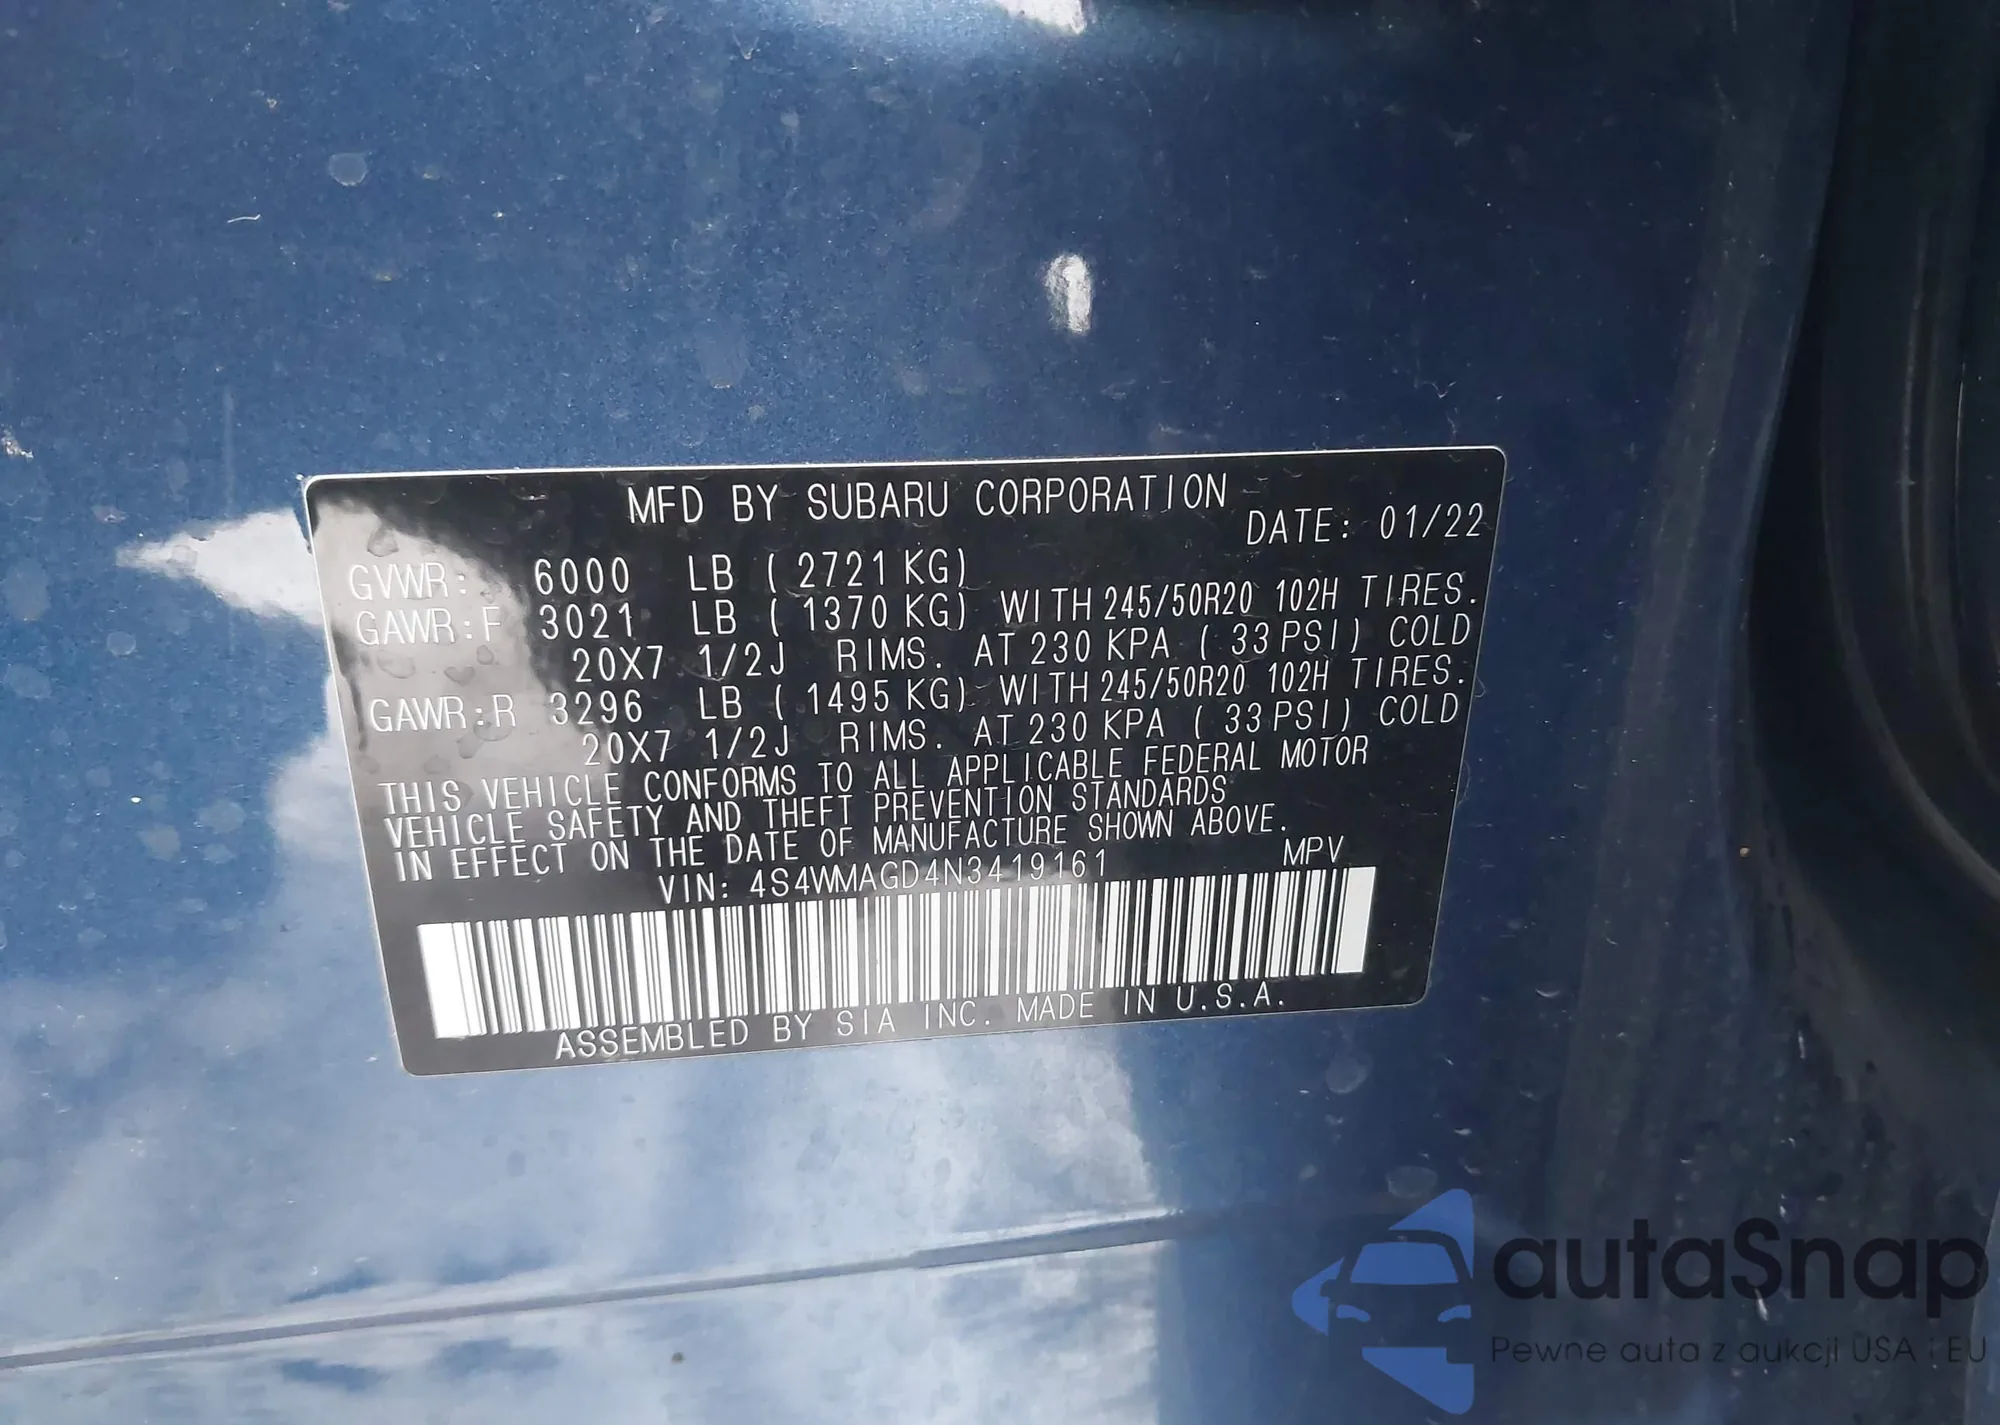 MFD BY SUBARU CORPORATION
DATE: 01/22
GVWR: 6000 LB (2721 KG)
GAWR:F 3021 LB (1370 KG) WITH 245/50R20 102H TIRES.
20X7 1/2J RIMS. AT 230 KPA (33 PSI) COLD
GAWR:R 3296 LB (1495 KG) WITH 245/50R20 102H TIRES.
20X7 1/2J RIMS. AT 230 KPA (33 PSI) COLD
THIS VEHICLE CONFORMS TO ALL APPLICABLE FEDERAL MOTOR
VEHICLE SAFETY AND THEFT PREVENTION STANDARDS
IN EFFECT ON THE DATE OF MANUFACTURE SHOWN ABOVE.
VIN: 4S4WMAGD4N3419161 MPV
ASSEMBLED BY SIA INC. MADE IN U.S.A.
autaSnap
Pewne auta z aukcji USA i EU